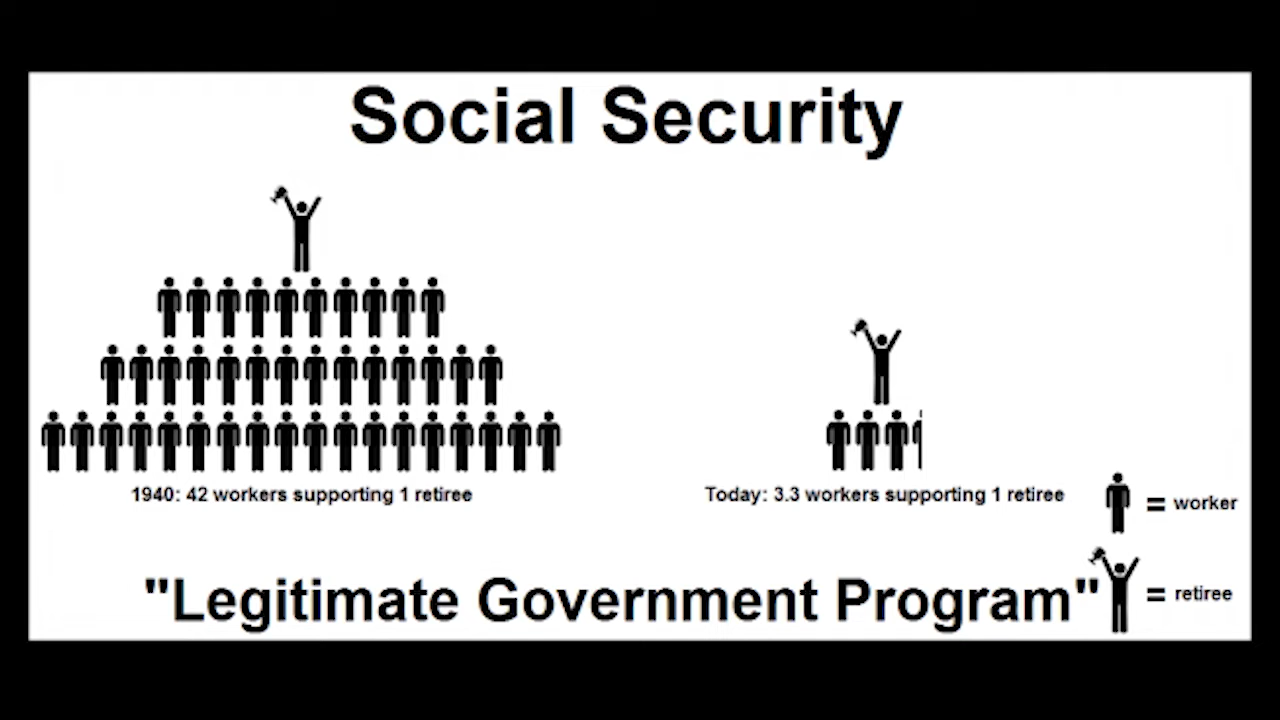 Social Security
1940: 42 workers supporting 1 retiree
Today: 3.3 workers supporting 1 retiree
= worker
= retiree
"Legitimate Government Program"